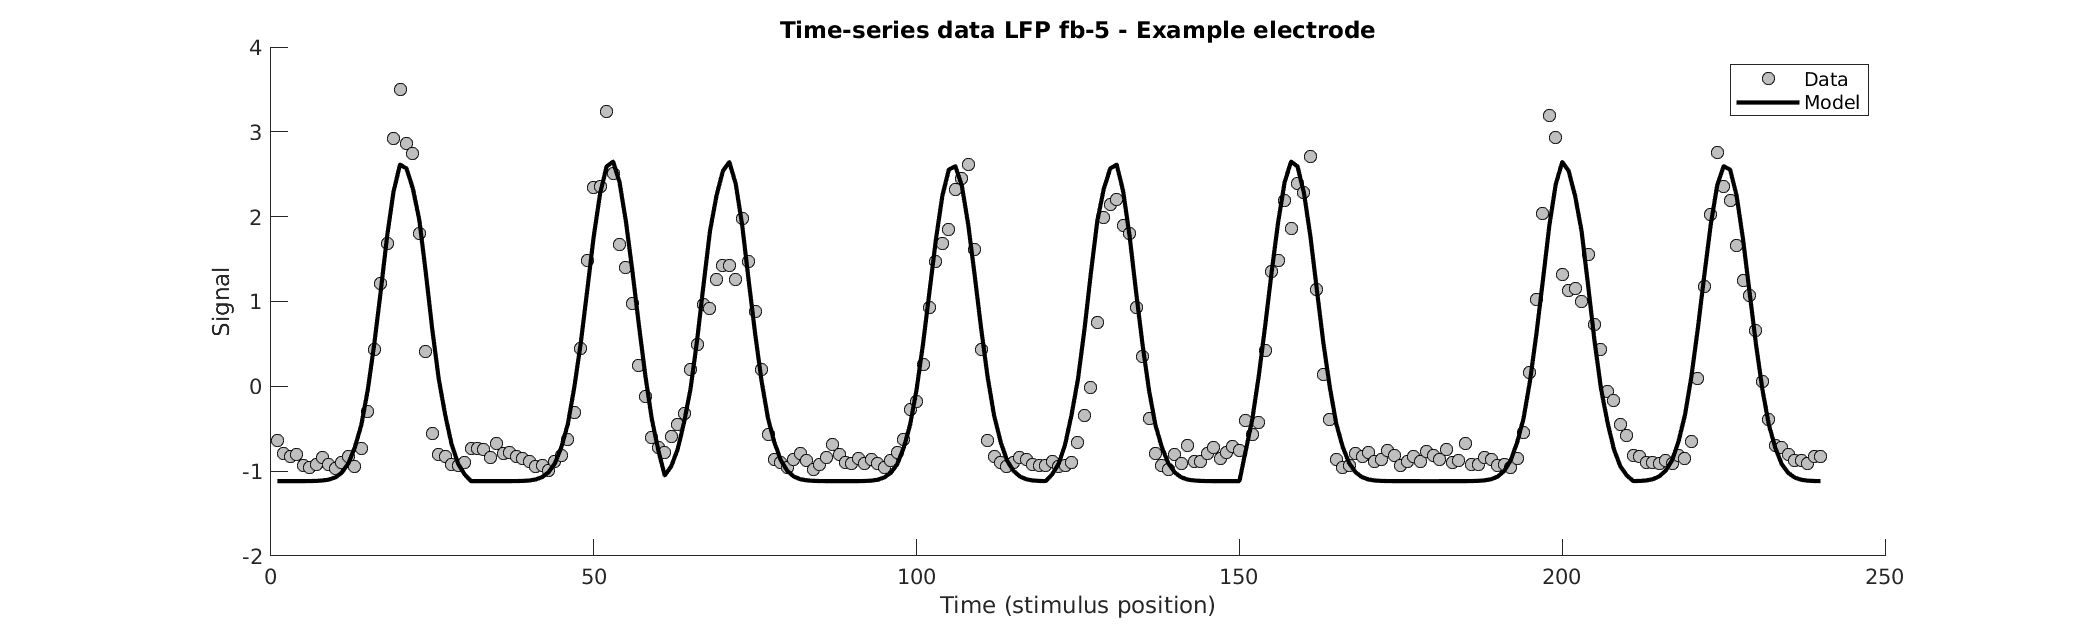 Time-series data LFP fb-5 - Example electrode
4
3
2
1
0
-1
-2
Signal
Data
Model
0 50 100 150 200 250
Time (stimulus position)